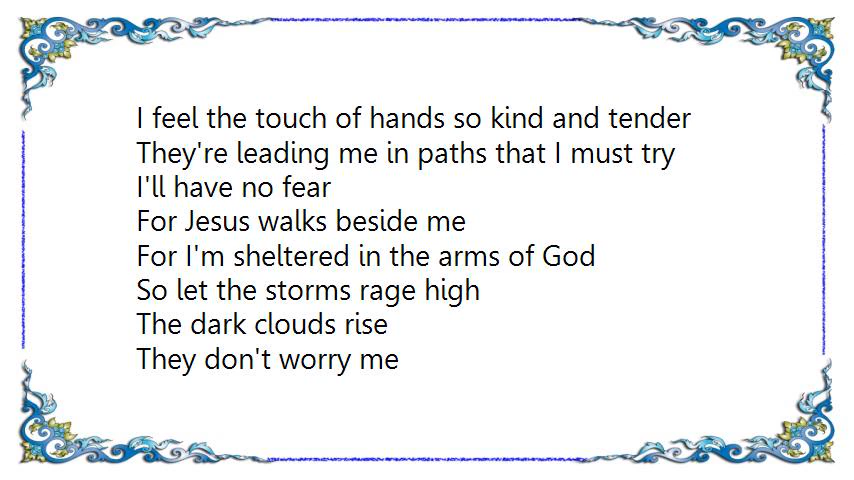 I feel the touch of hands so kind and tender
They're leading me in paths that I must try
I'll have no fear
For Jesus walks beside me
For I'm sheltered in the arms of God
So let the storms rage high
The dark clouds rise
They don't worry me